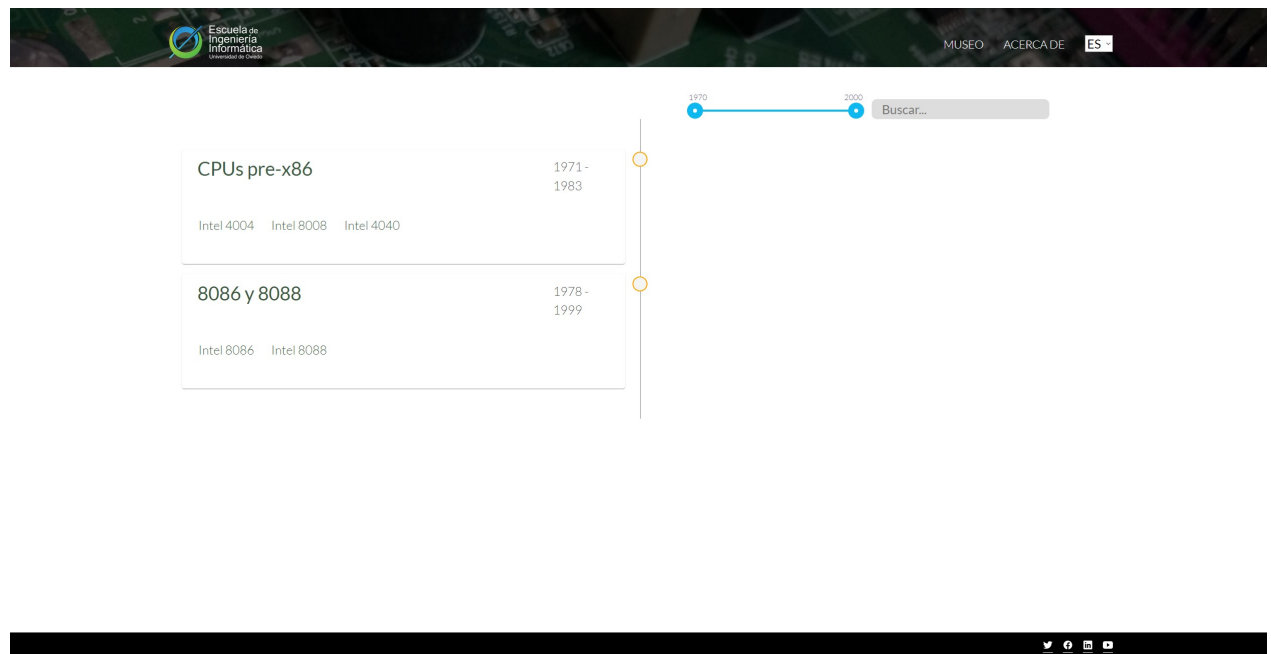 Escuela de
Ingeniería
Informática
Universidad de Oviedo
MUSEO ACERCA DE ES
1970 2000
Buscar...
CPUs pre-x86 1971 -
1983
Intel 4004 Intel 8008 Intel 4040
8086 y 8088 1978 -
1999
Intel 8086 Intel 8088